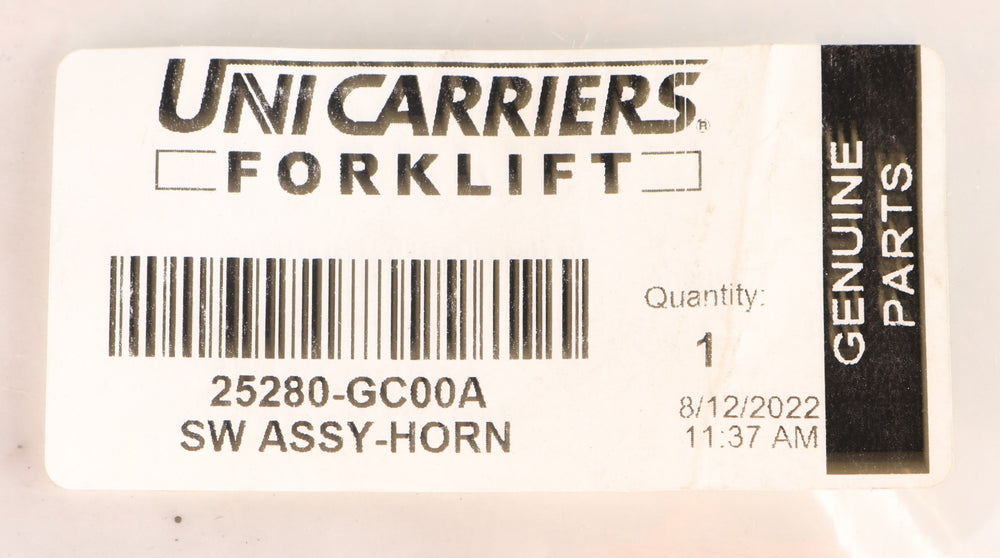 UNICARRIERS®
FORKLIFT
25280-GC00A
SW ASSY-HORN
Quantity:
1
8/12/2022
11:37 AM
GENUINE
PARTS